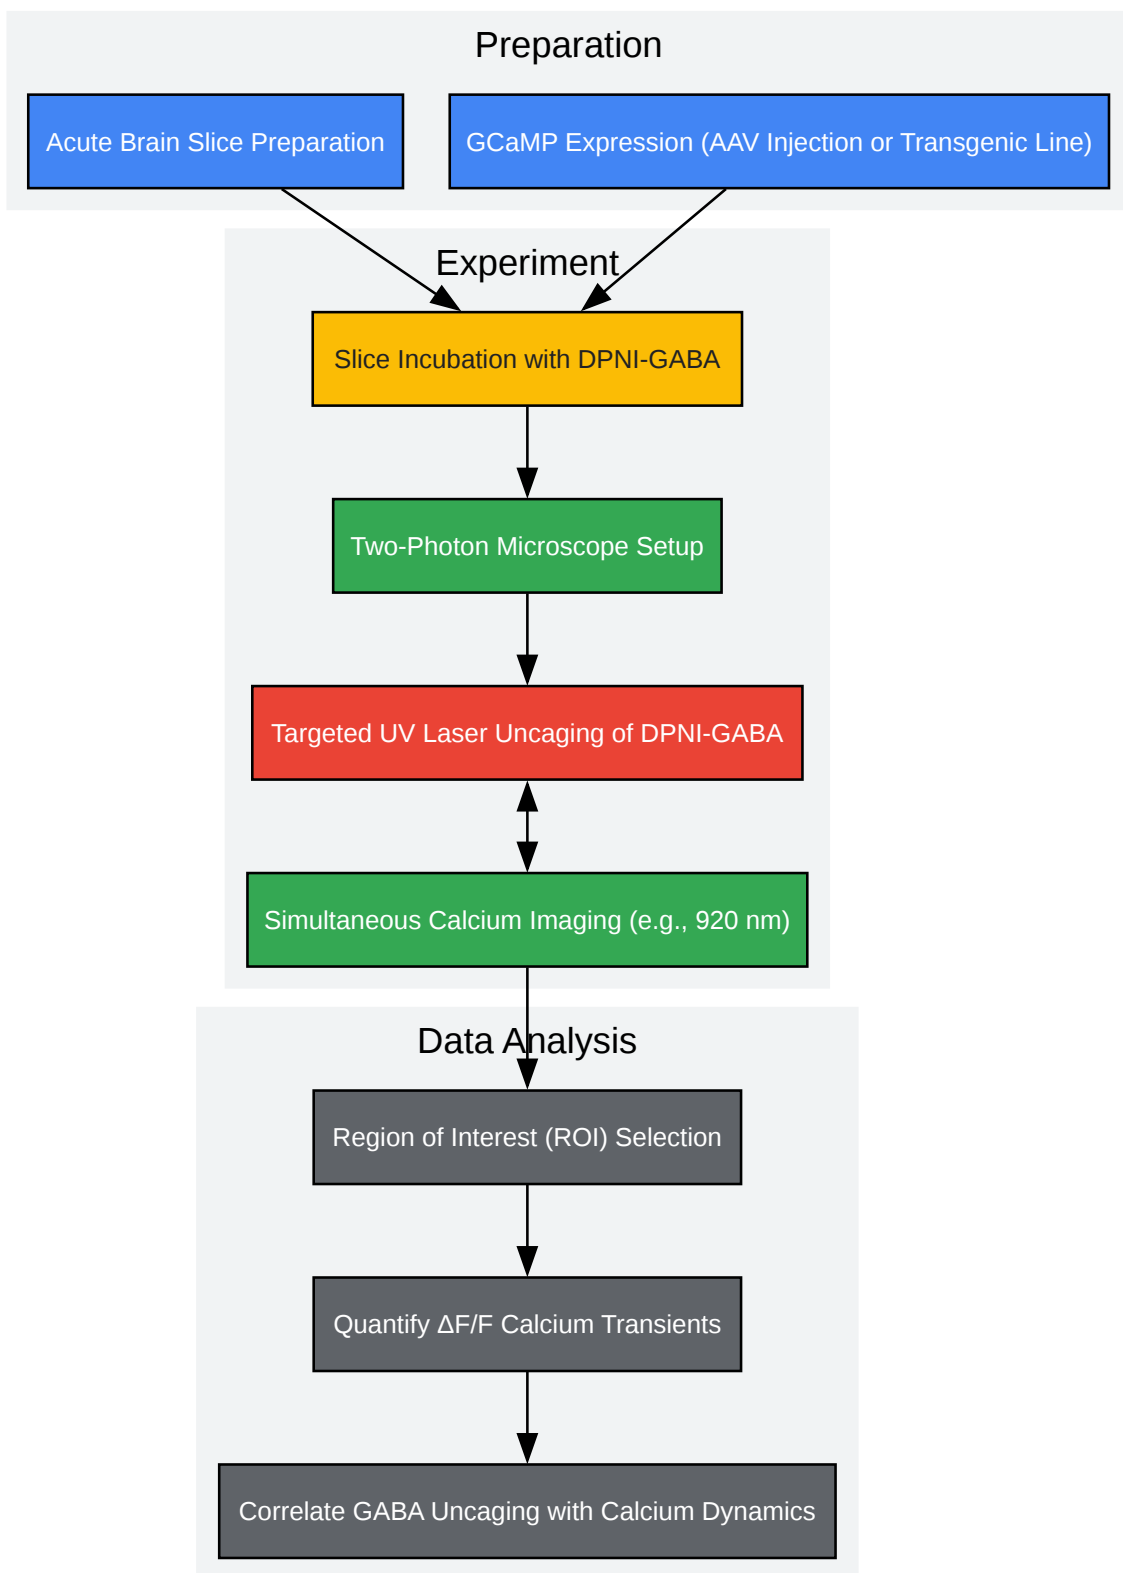 Preparation
Acute Brain Slice Preparation
GCaMP Expression (AAV Injection or Transgenic Line)
Experiment
Slice Incubation with DPNI-GABA
Two-Photon Microscope Setup
Targeted UV Laser Uncaging of DPNI-GABA
Simultaneous Calcium Imaging (e.g., 920 nm)
Data Analysis
Region of Interest (ROI) Selection
Quantify ΔF/F Calcium Transients
Correlate GABA Uncaging with Calcium Dynamics